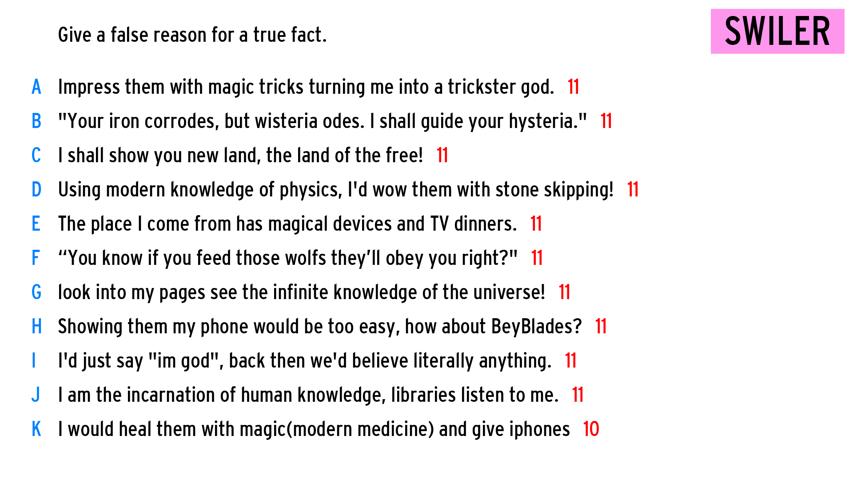 Give a false reason for a true fact.
SWILER
A Impress them with magic tricks turning me into a trickster god. 11
B "Your iron corrodes, but wisteria odes. I shall guide your hysteria." 11
C I shall show you new land, the land of the free! 11
D Using modern knowledge of physics, I'd wow them with stone skipping! 11
E The place I come from has magical devices and TV dinners. 11
F “You know if you feed those wolfs they’ll obey you right?" 11
G look into my pages see the infinite knowledge of the universe! 11
H Showing them my phone would be too easy, how about BeyBlades? 11
I I'd just say "im god", back then we'd believe literally anything. 11
J I am the incarnation of human knowledge, libraries listen to me. 11
K I would heal them with magic(modern medicine) and give iphones 10